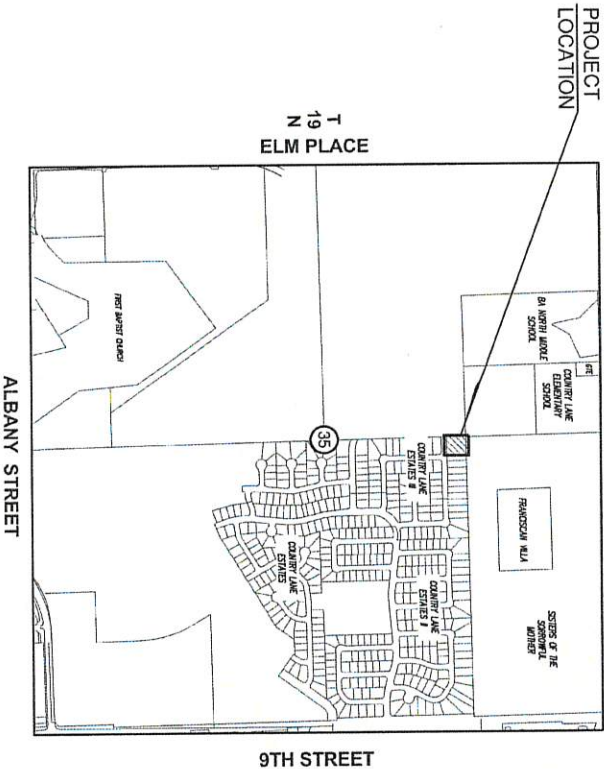 PROJECT
LOCATION
T
19
N
ELM PLACE
BA NORTH MIDDLE
SCHOOL
GTE
COUNTRY LANE
ELEMENTARY
SCHOOL
FRANCISCAN VILLA
SISTERS OF THE
SORROWFUL
MOTHER
FIRST BAPTIST CHURCH
35
COUNTRY LANE
ESTATES III
COUNTRY LANE
ESTATES
COUNTRY LANE
ESTATES II
ALBANY STREET
9TH STREET